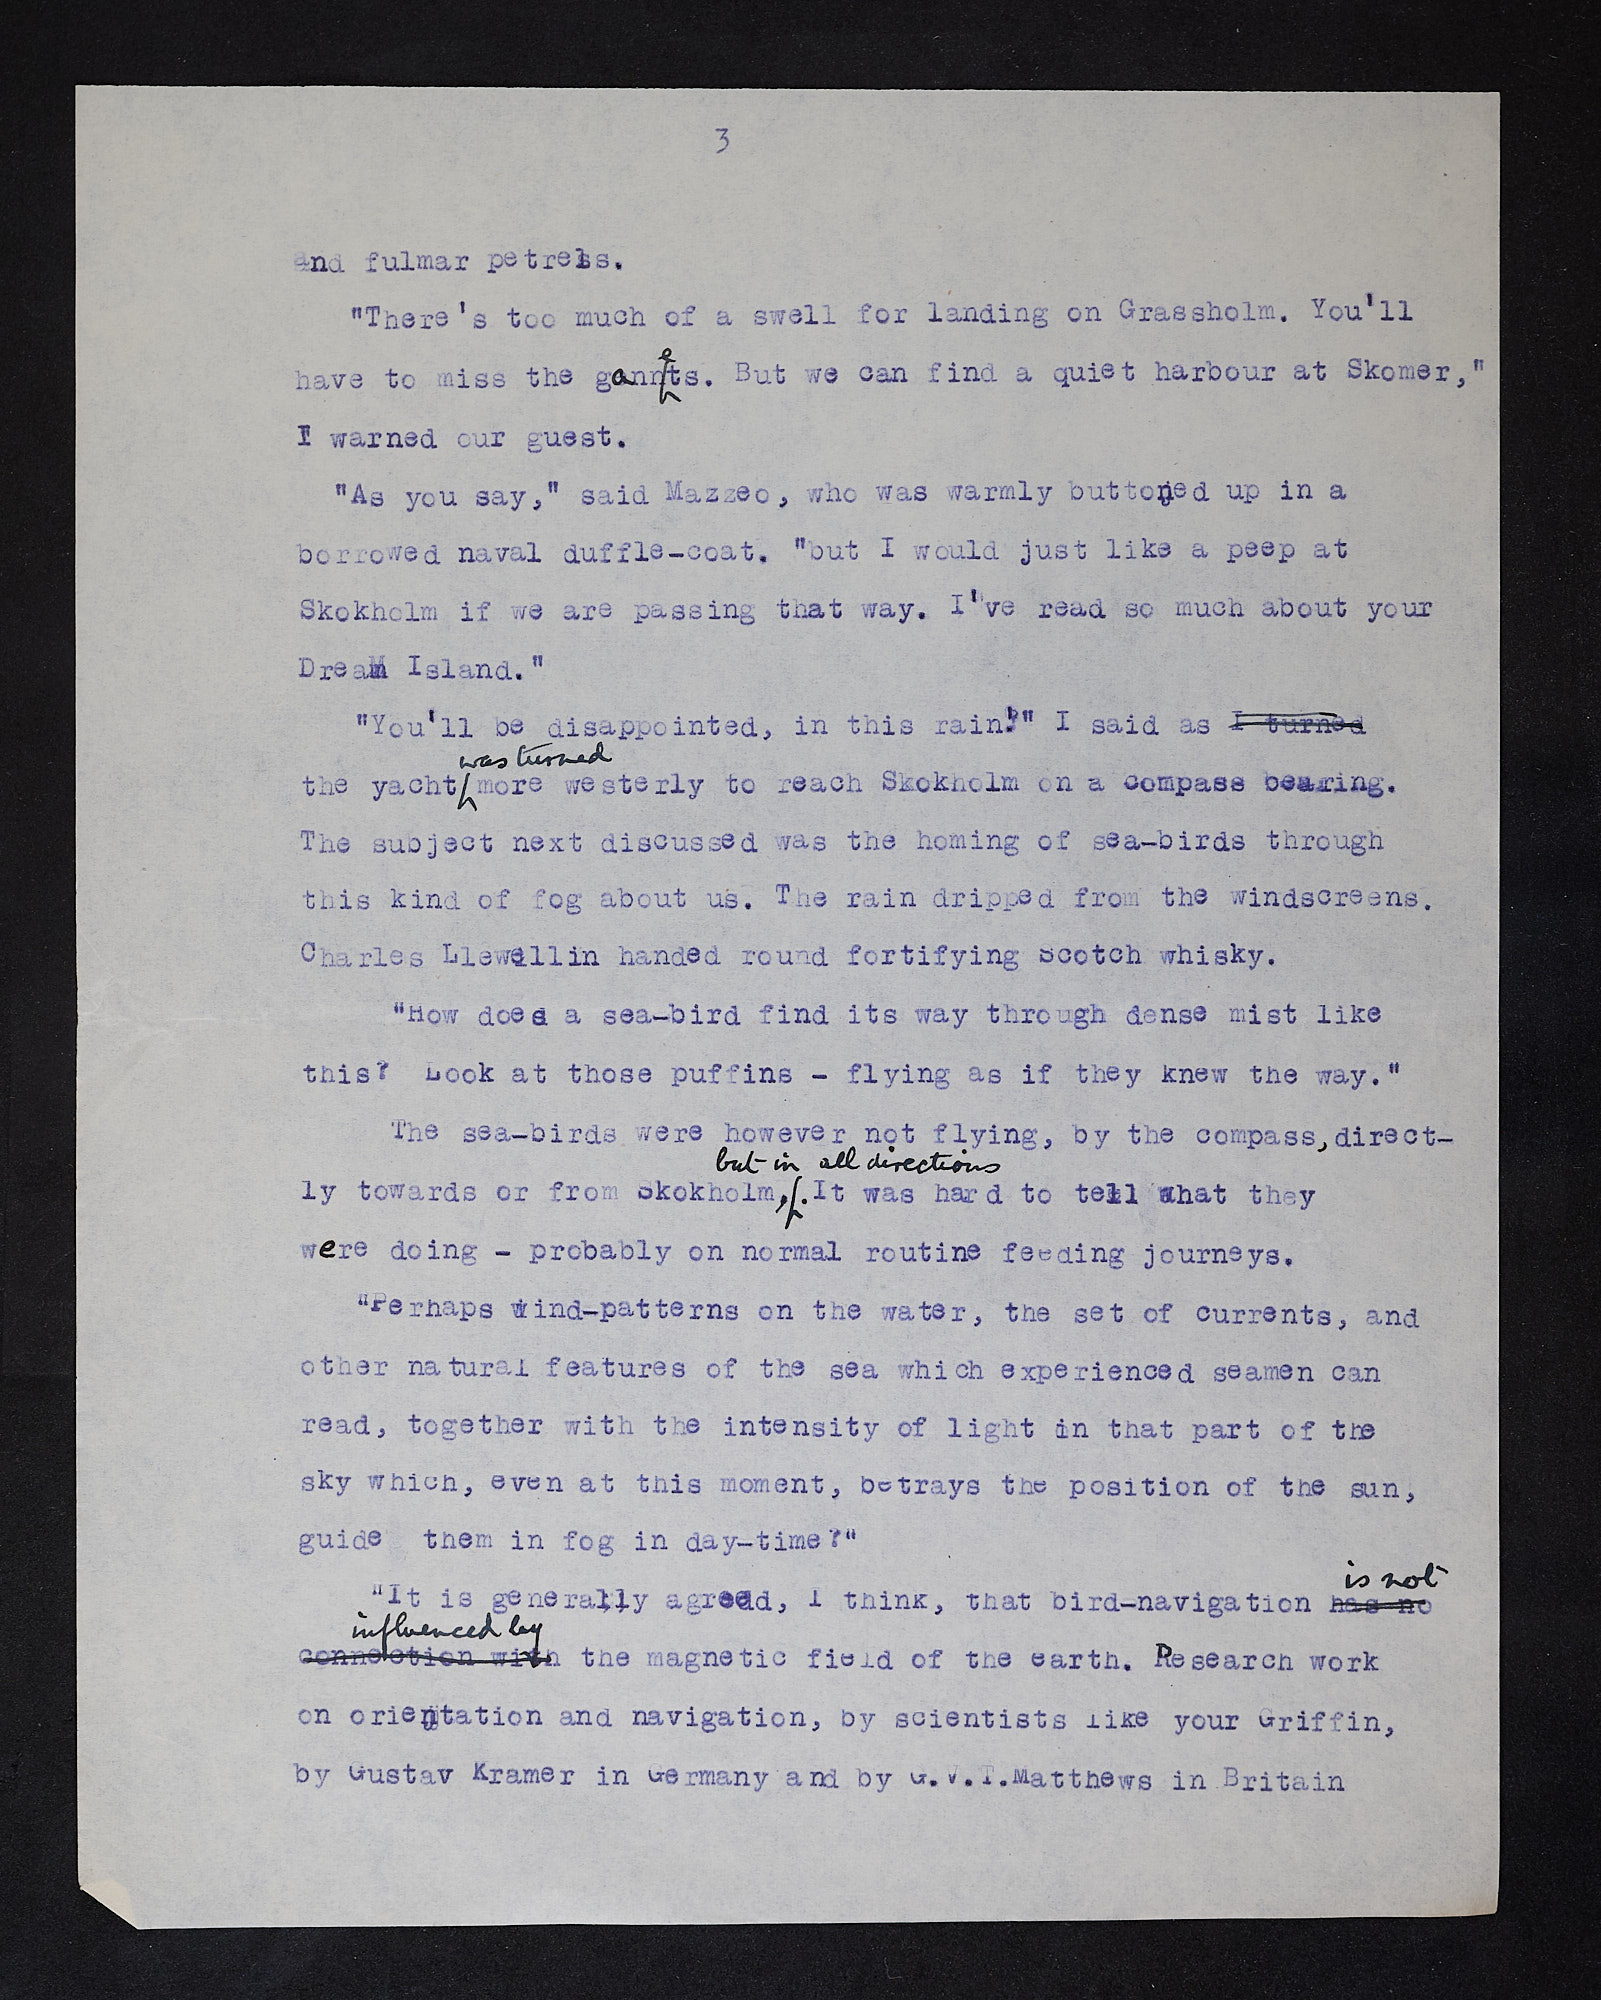 3
and fulmar petrels.
"There's too much of a swell for landing on Grassholm. You'll
e
have to miss the gannts. But we can find a quiet harbour at Skomer,"
I warned our guest.
"As you say," said Mazzeo, who was warmly buttoned up in a
borrowed naval duffle-coat. "but I would just like a peep at
Skokholm if we are passing that way. I've read so much about your
Dream Island."
"You'll be disappointed, in this rain!" I said as I turned
was turned
the yacht more westerly to reach Skokholm on a compass bearing.
The subject next discussed was the homing of sea-birds through
this kind of fog about us. The rain dripped from the windscreens.
Charles Llewellin handed round fortifying Scotch whisky.
"How does a sea-bird find its way through dense mist like
this? Look at those puffins - flying as if they knew the way."
The sea-birds were however not flying, by the compass, direct-
but in all directions
ly towards or from Skokholm,. It was hard to tell what they
were doing - probably on normal routine feeding journeys.
"Perhaps wind-patterns on the water, the set of currents, and
other natural features of the sea which experienced seamen can
read, together with the intensity of light in that part of the
sky which, even at this moment, betrays the position of the sun,
guide them in fog in day-time?"
is not
"It is generally agreed, I think, that bird-navigation has no
influenced by
connection with the magnetic field of the earth. Research work
on orientation and navigation, by scientists like your Griffin,
by Gustav Kramer in Germany and by G.V.T.Matthews in Britain